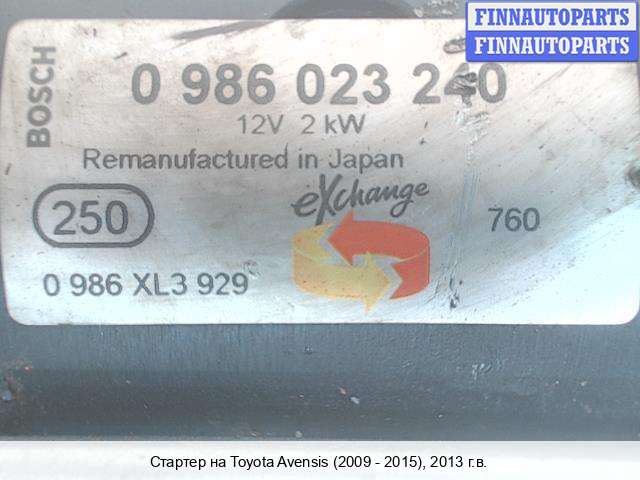 FINNAUTOPARTS
FINNAUTOPARTS
BOSCH
0 986 023 240
12V 2 kW
Remanufactured in Japan
eXchange
250
760
0 986 XL3 929
Стартер на Toyota Avensis (2009 - 2015), 2013 г.в.